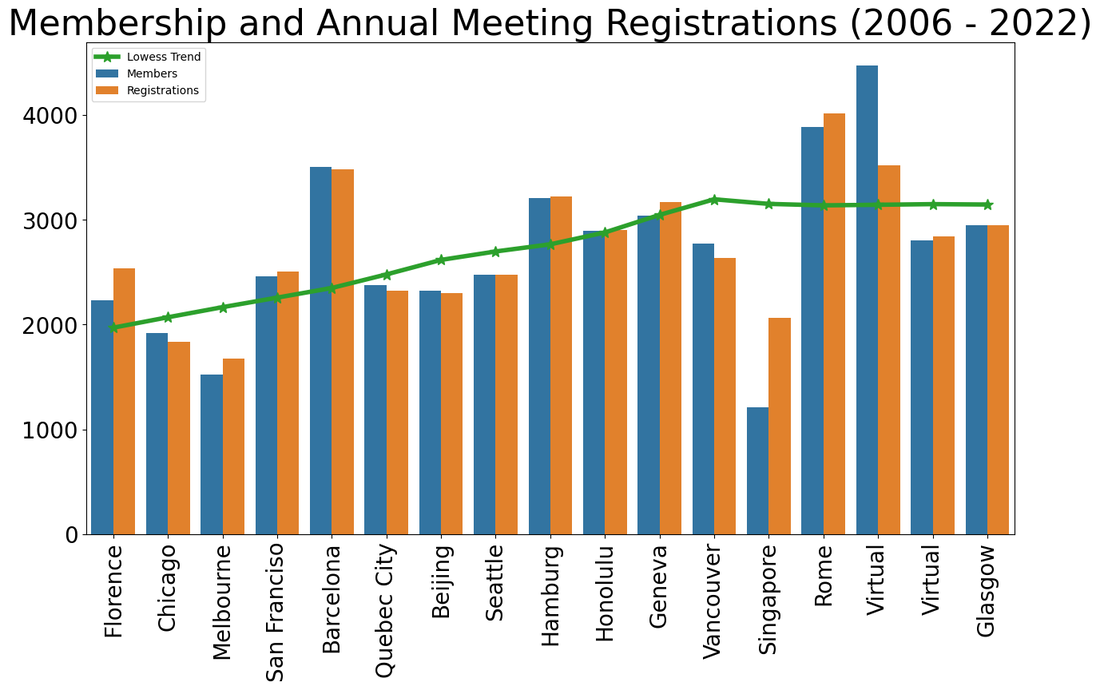 Membership and Annual Meeting Registrations (2006 - 2022)
Lowess Trend
Members
Registrations
4000
3000
2000
1000
0
Florence
Chicago
Melbourne
San Franciso
Barcelona
Quebec City
Beijing
Seattle
Hamburg
Honolulu
Geneva
Vancouver
Singapore
Rome
Virtual
Virtual
Glasgow